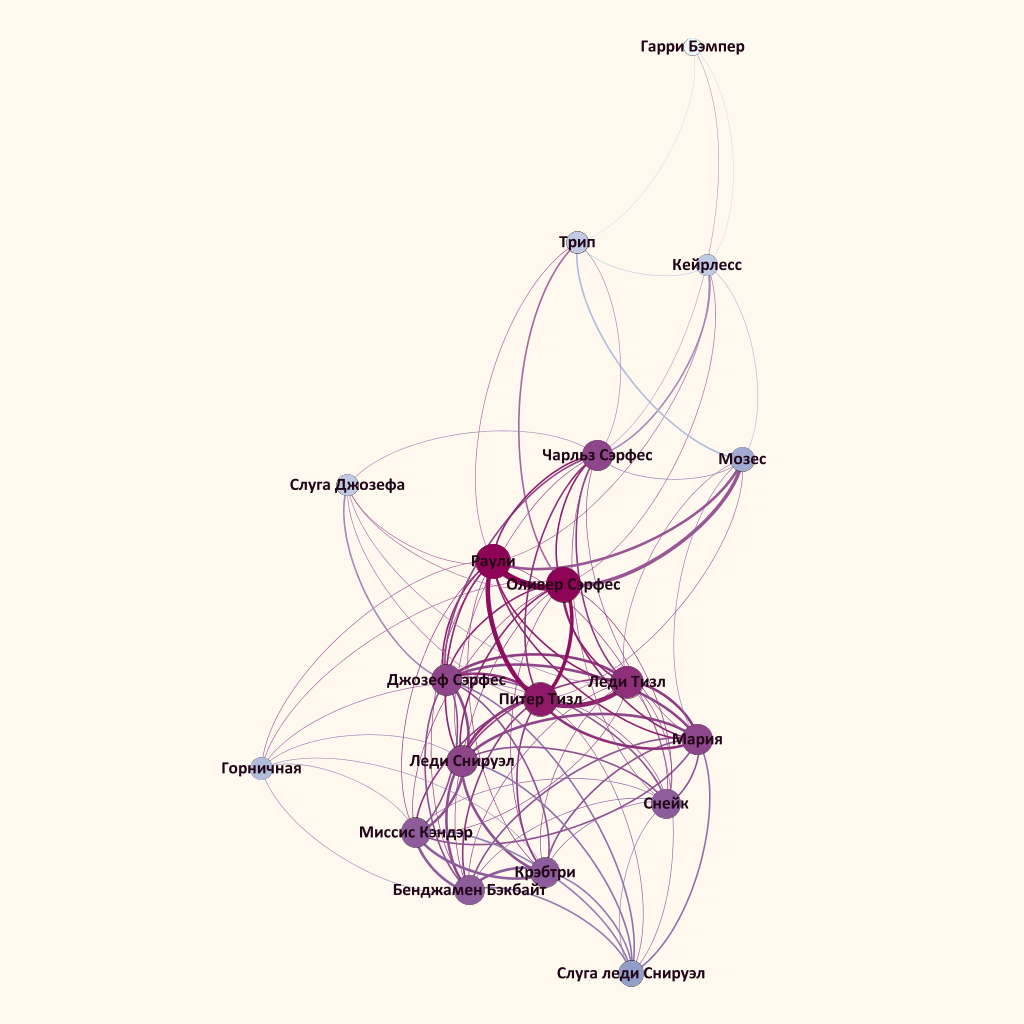 Гарри Бэмпер
Трип
Кейрлесс
Чарльз Сэрфес
Мозес
Слуга Джозефа
Раули
Оливер Сэрфес
Джозеф Сэрфес
Леди Тизл
Питер Тизл
Мария
Леди Снируэл
Горничная
Снейк
Миссис Кэндэр
Крэбтри
Бенджамен Бэкбайт
Слуга леди Снируэл